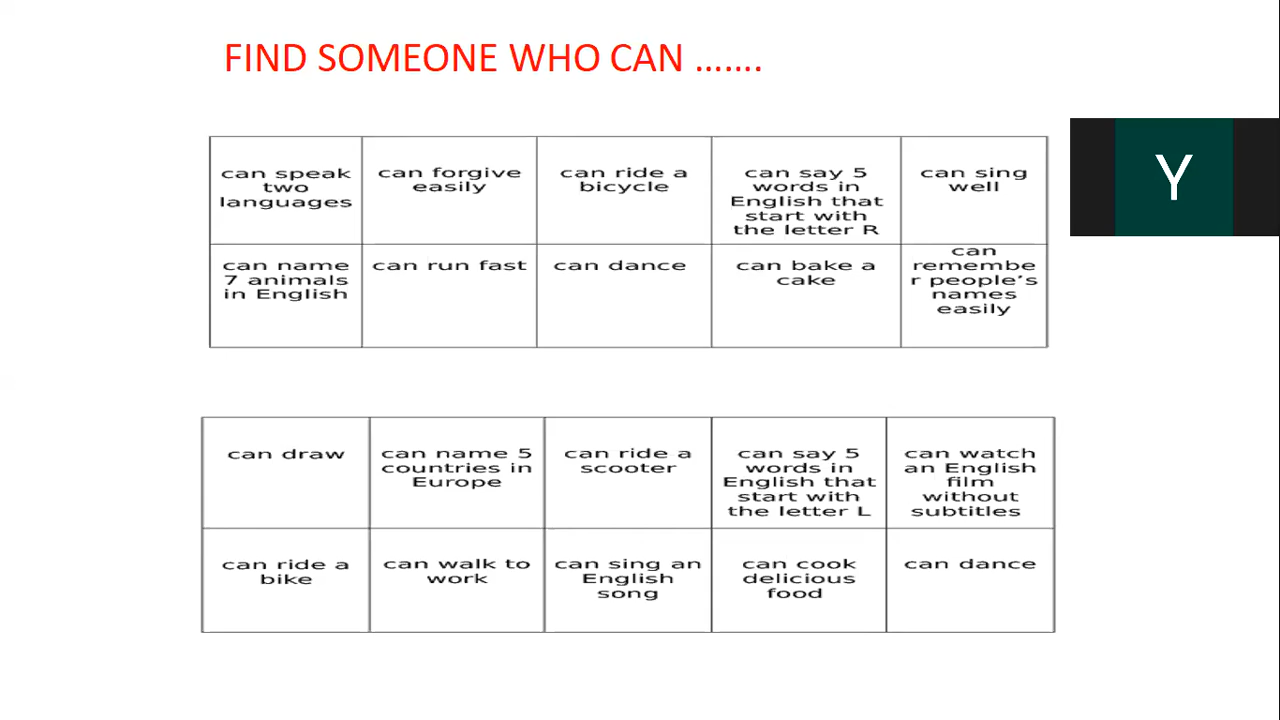 FIND SOMEONE WHO CAN .......
can speak
two
languages
can forgive
easily
can ride a
bicycle
can say 5
words in
English that
start with
the letter R
can sing
well
can name
7 animals
in English
can run fast
can dance
can bake a
cake
can
remembe
r people's
names
easily
Y
can draw
can name 5
countries in
Europe
can ride a
scooter
can say 5
words in
English that
start with
the letter L
can watch
an English
film
without
subtitles
can ride a
bike
can walk to
work
can sing an
English
song
can cook
delicious
food
can dance